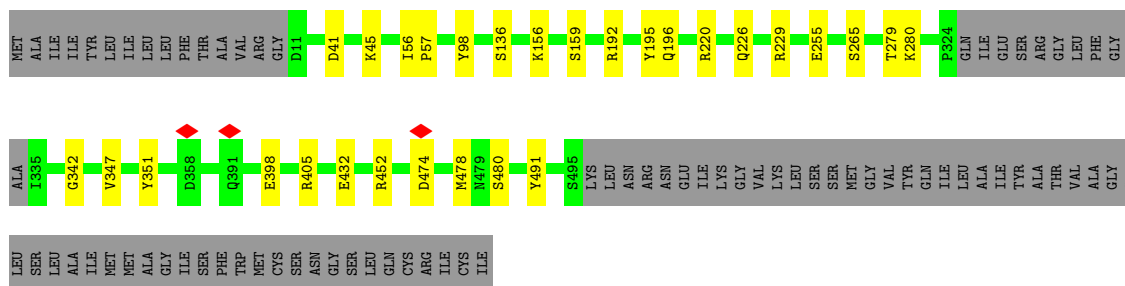 MET ALA ILE ILE TYR LEU ILE LEU LEU PHE THR ALA VAL ARG GLY D11 D41 K45 I56 P57 Y98 S136 K156 S159 R192 Y195 Q196 R220 Q226 R229 E255 S265 T279 K280 P324 GLN ILE GLU SER ARG GLY LEU PHE GLY
ALA I335 G342 V347 Y351 D358 Q391 E398 R405 E432 R452 D474 M478 N479 S480 Y491 S495 LYS LEU ASN ARG ASN GLU ILE LYS GLY VAL LYS LEU SER SER MET GLY VAL TYR GLN ILE LEU ALA ILE TYR ALA THR VAL ALA GLY
LEU SER LEU ALA ILE MET MET ALA GLY ILE SER PHE TRP MET CYS SER ASN GLY SER LEU GLN CYS ARG ILE CYS ILE